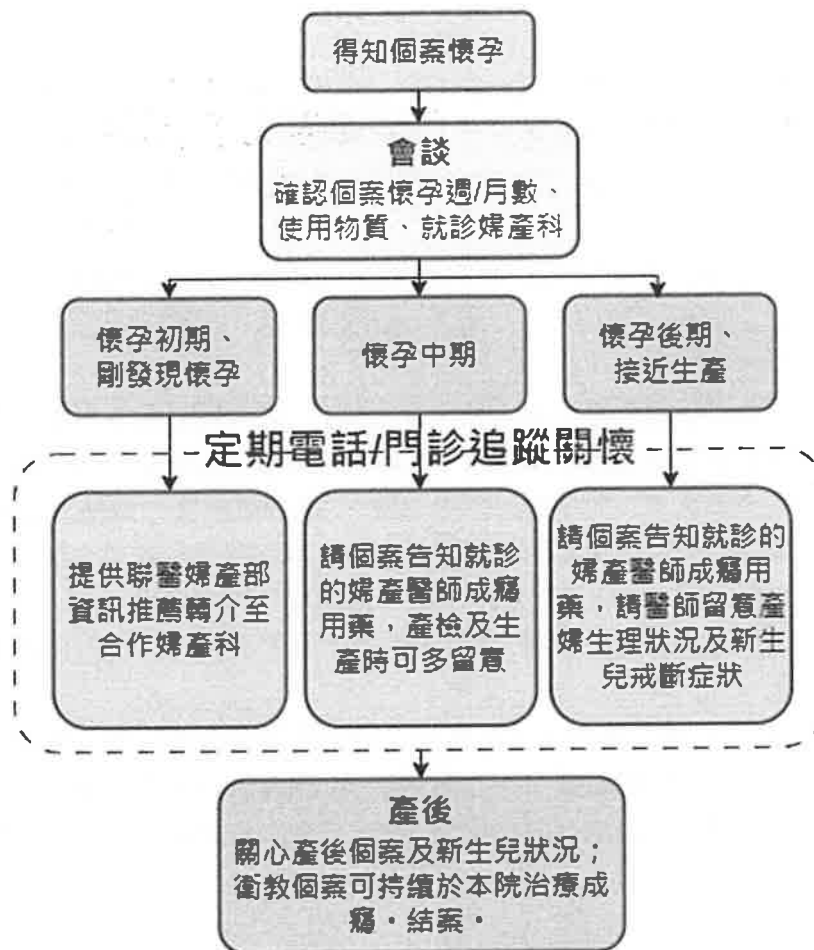 得知個案懷孕
會談
確認個案懷孕週/月數、
使用物質、就診婦產科
懷孕初期、
剛發現懷孕
懷孕中期
懷孕後期、
接近生產
定期電話/門診追蹤關懷
提供聯醫婦產部
資訊推薦轉介至
合作婦產科
請個案告知就診
的婦產醫師成癮
用藥，產檢及生
產時可多留意
請個案告知就診的
婦產醫師成癮用
藥，請醫師留意產
婦生理狀況及新生
兒戒斷症狀
產後
關心產後個案及新生兒狀況；
衛教個案可持續於本院治療成
癮。結案。